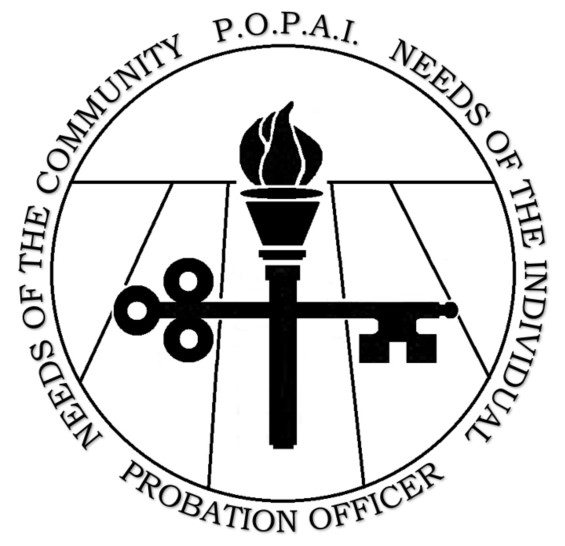 P.O.P.A.I.
NEEDS OF THE INDIVIDUAL
PROBATION OFFICER
NEEDS OF THE COMMUNITY